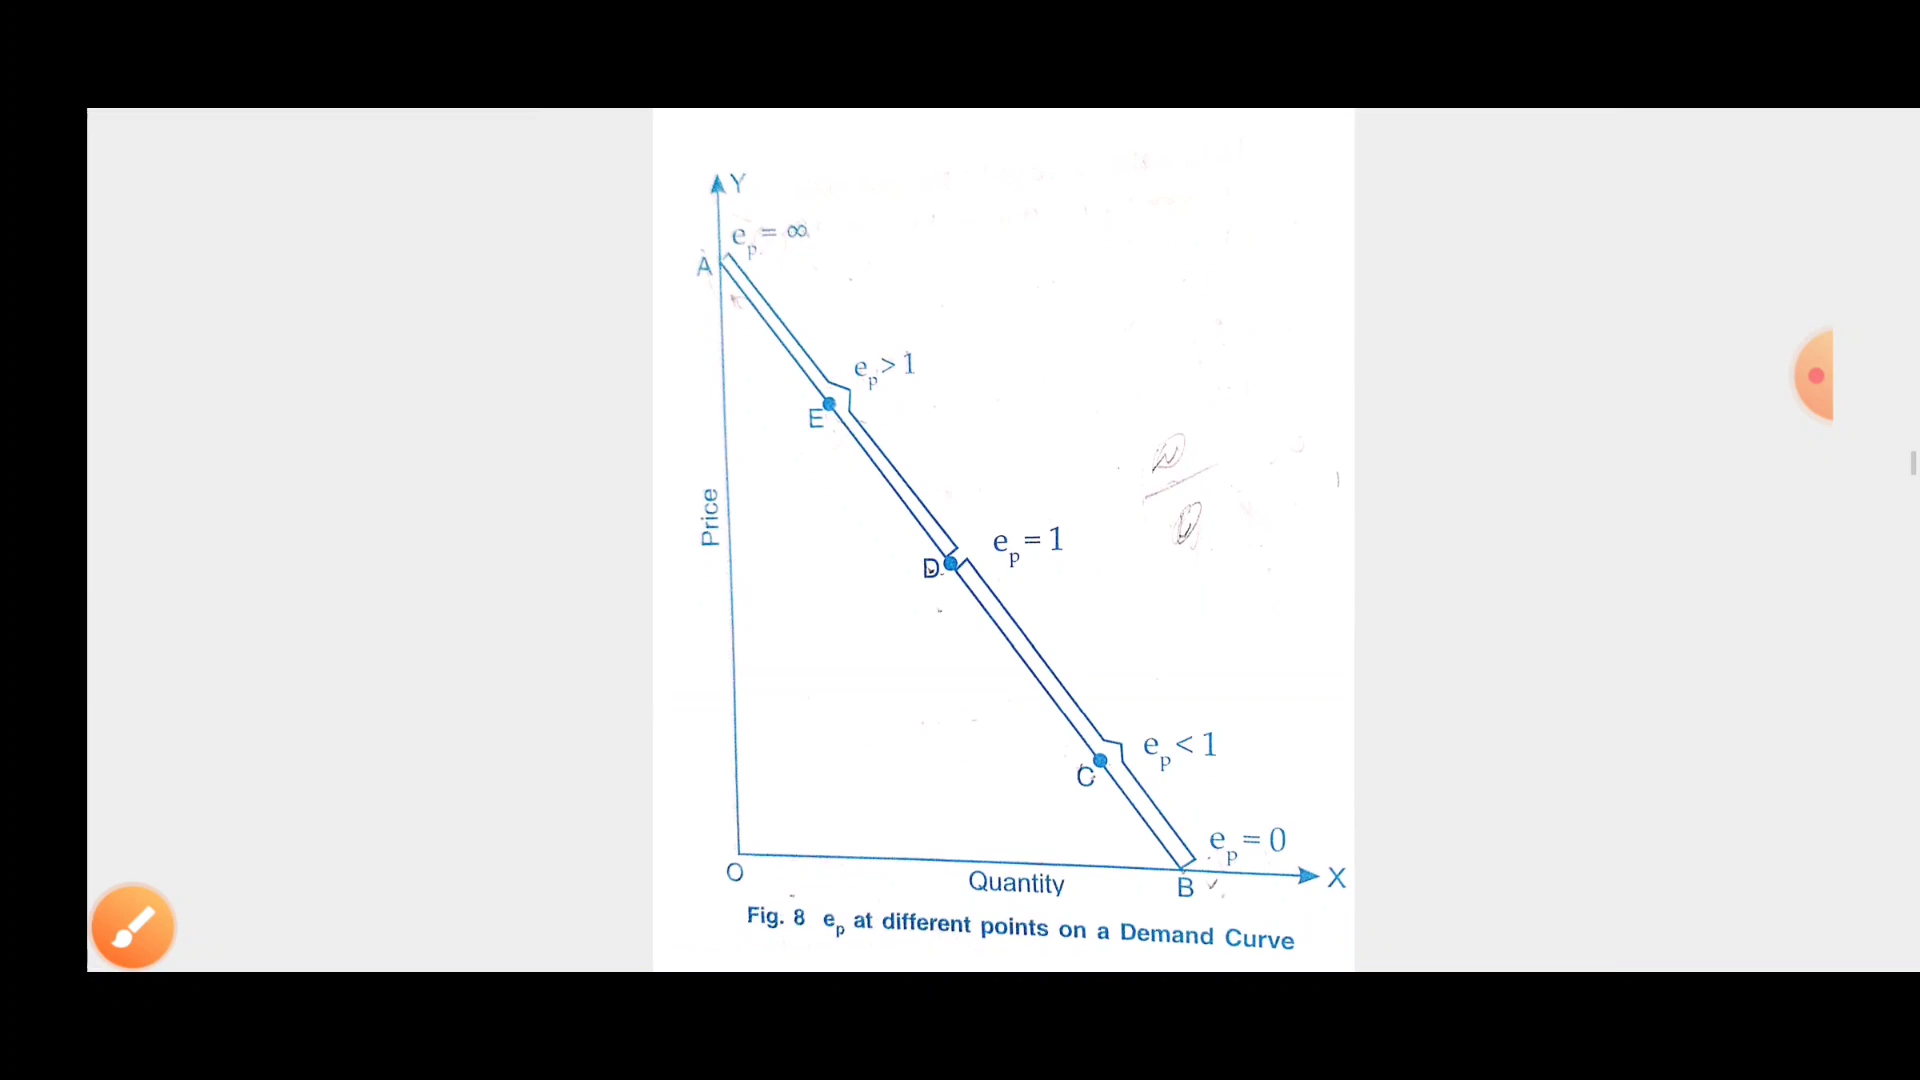 Y
e_p = ∞
A
e_p > 1
E
Price
e_p = 1
D
e_p < 1
C
e_p = 0
O
Quantity
B
X
Fig. 8 e_p at different points on a Demand Curve